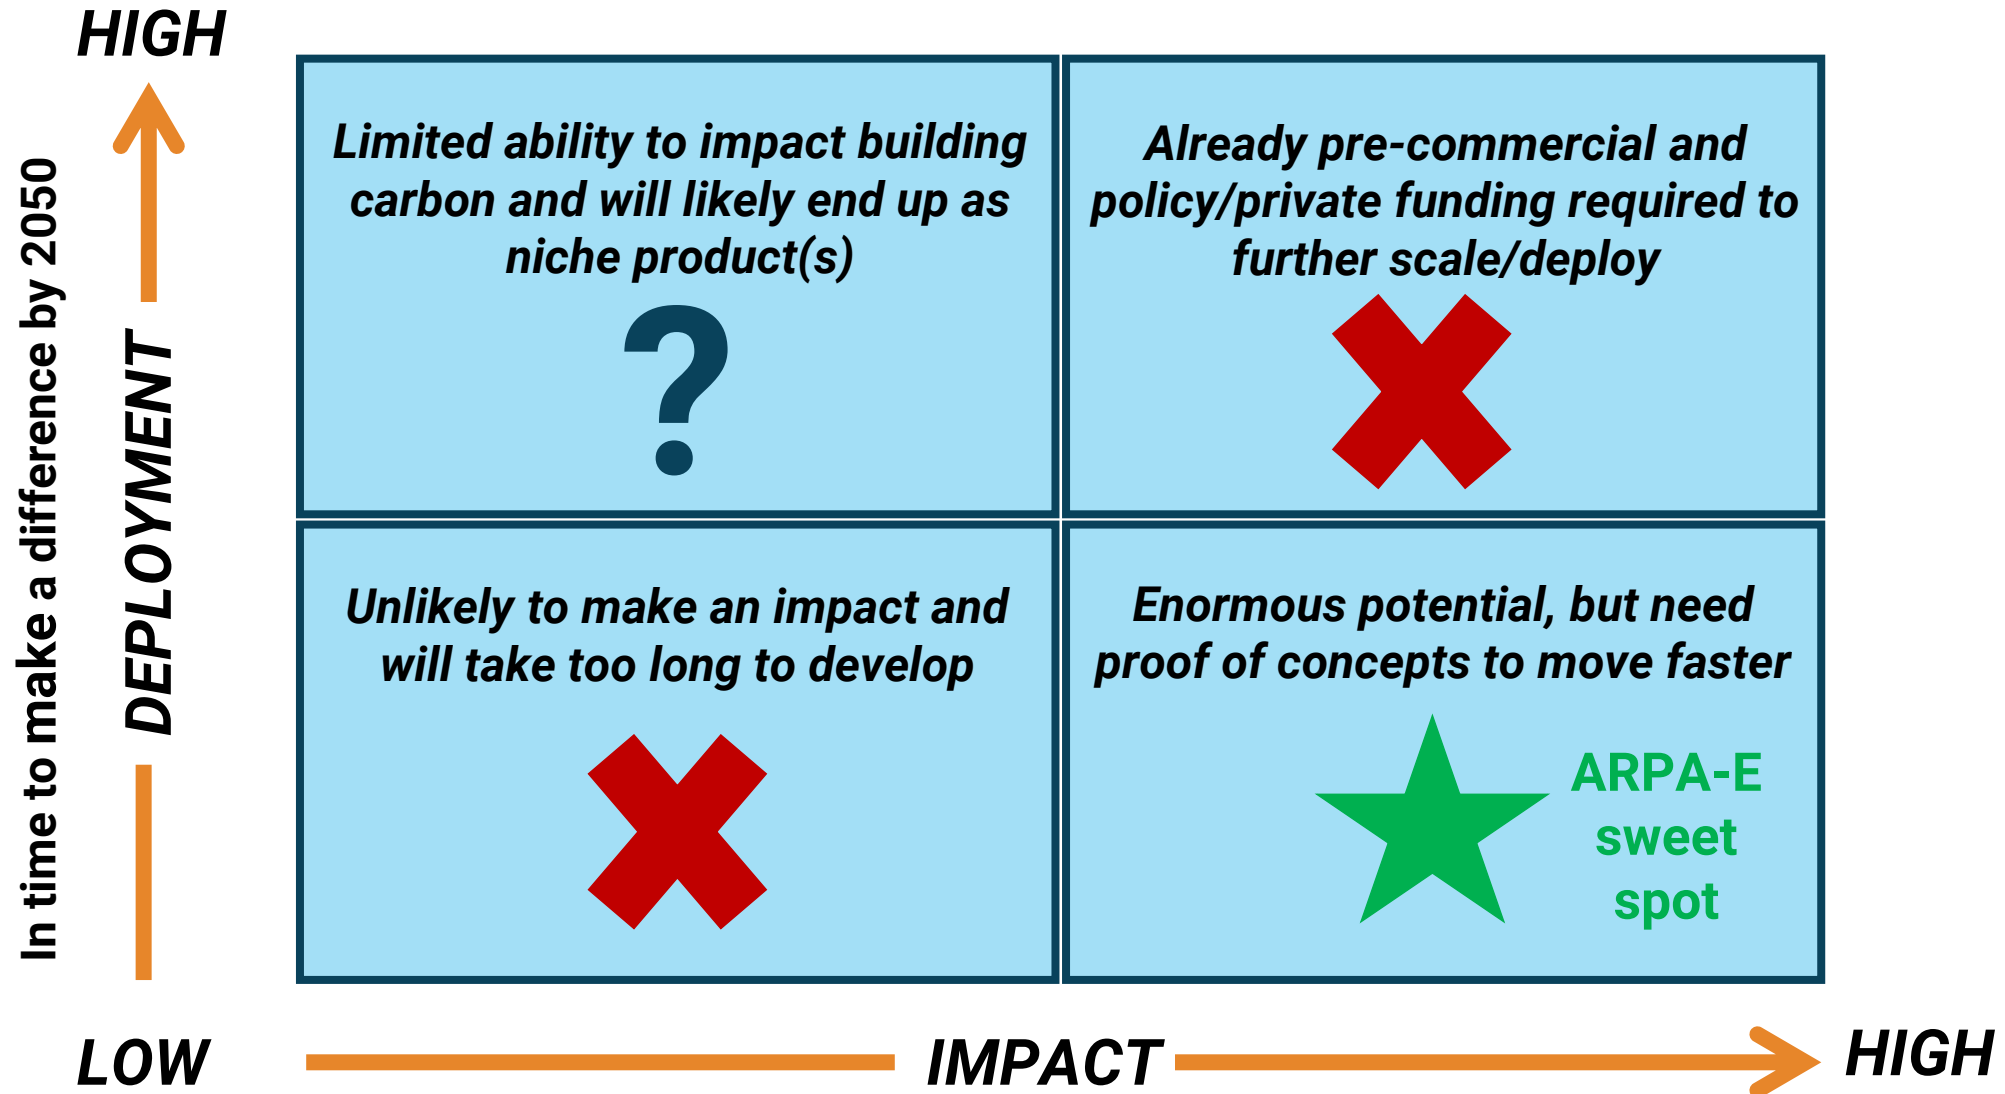 HIGH
In time to make a difference by 2050
DEPLOYMENT
Limited ability to impact building
carbon and will likely end up as
niche product(s)
?
Already pre-commercial and
policy/private funding required to
further scale/deploy
Unlikely to make an impact and
will take too long to develop
Enormous potential, but need
proof of concepts to move faster
ARPA-E
sweet
spot
LOW
IMPACT
HIGH